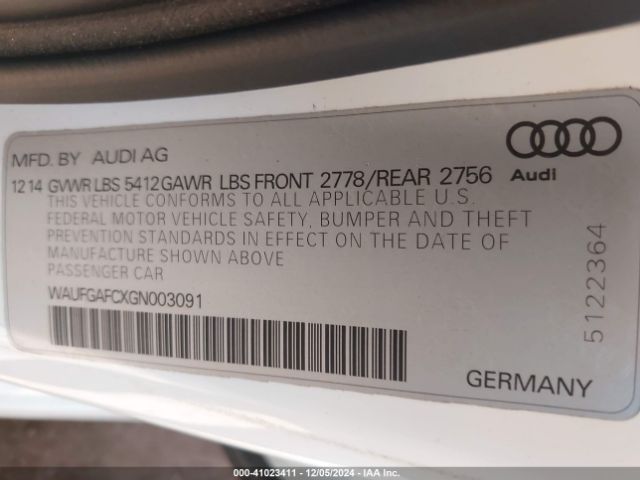 MFD. BY AUDI AG
12 14 GVWR LBS 5412 GAWR LBS FRONT 2778/REAR 2756
Audi
THIS VEHICLE CONFORMS TO ALL APPLICABLE U.S.
FEDERAL MOTOR VEHICLE SAFETY, BUMPER AND THEFT
PREVENTION STANDARDS IN EFFECT ON THE DATE OF
MANUFACTURE SHOWN ABOVE
PASSENGER CAR
WAUFGAFCXGN003091
5122364
GERMANY
000-41023411 - 12/05/2024 - IAAI.com